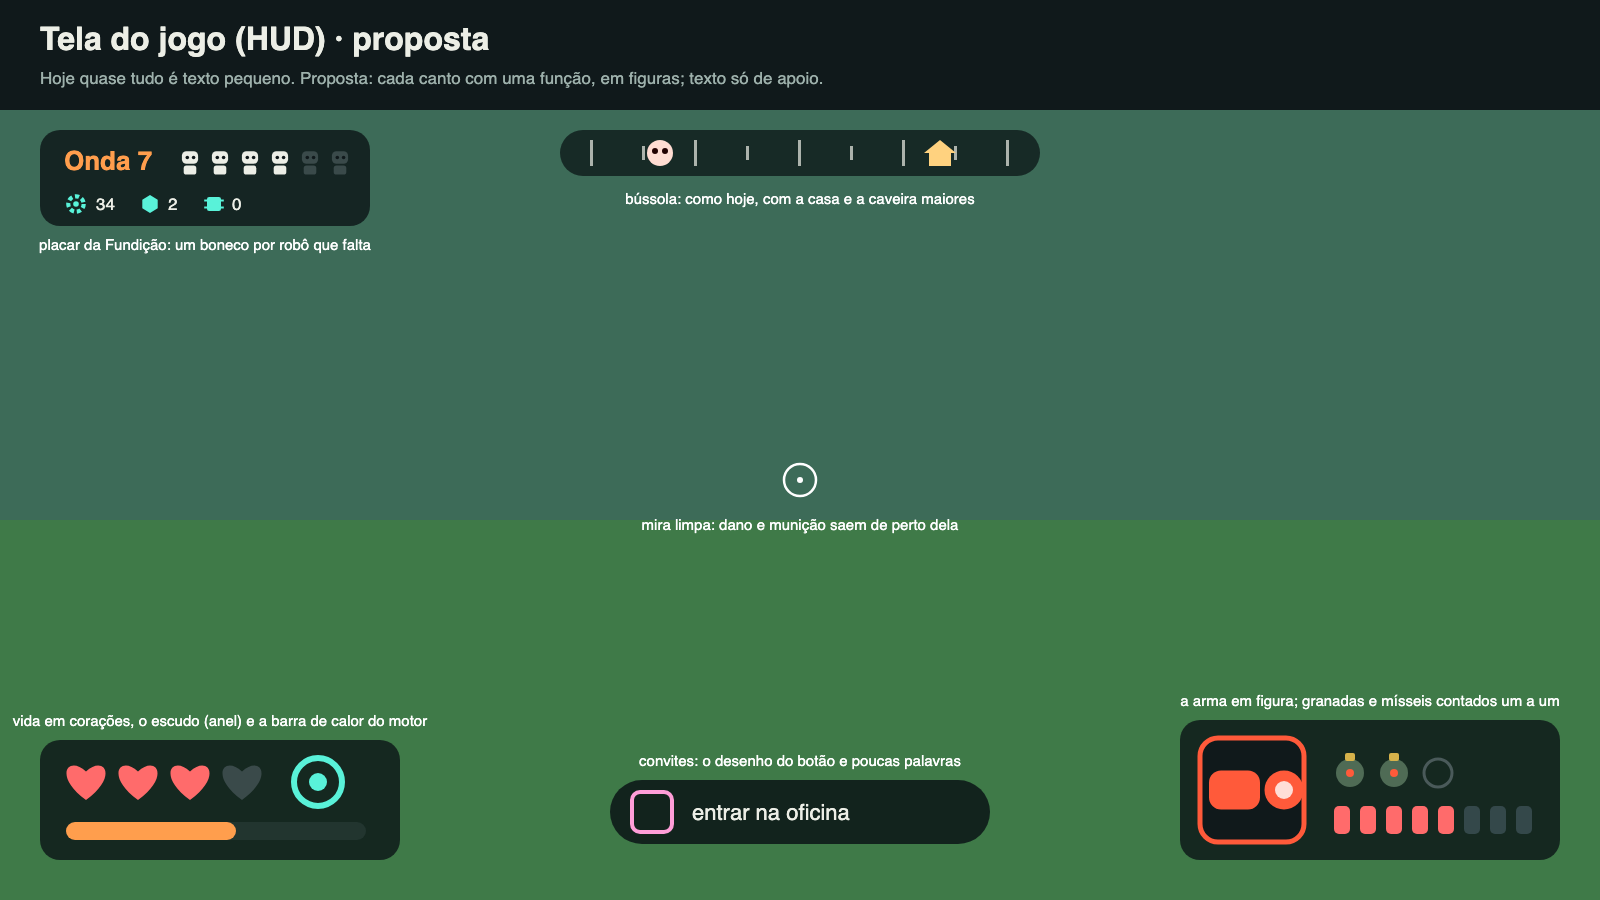 Tela do jogo (HUD) · proposta
Hoje quase tudo é texto pequeno. Proposta: cada canto com uma função, em figuras; texto só de apoio.
Onda 7
34 2 0
placar da Fundição: um boneco por robô que falta
bússola: como hoje, com a casa e a caveira maiores
mira limpa: dano e munição saem de perto dela
a arma em figura; granadas e mísseis contados um a um
vida em corações, o escudo (anel) e a barra de calor do motor
convites: o desenho do botão e poucas palavras
entrar na oficina